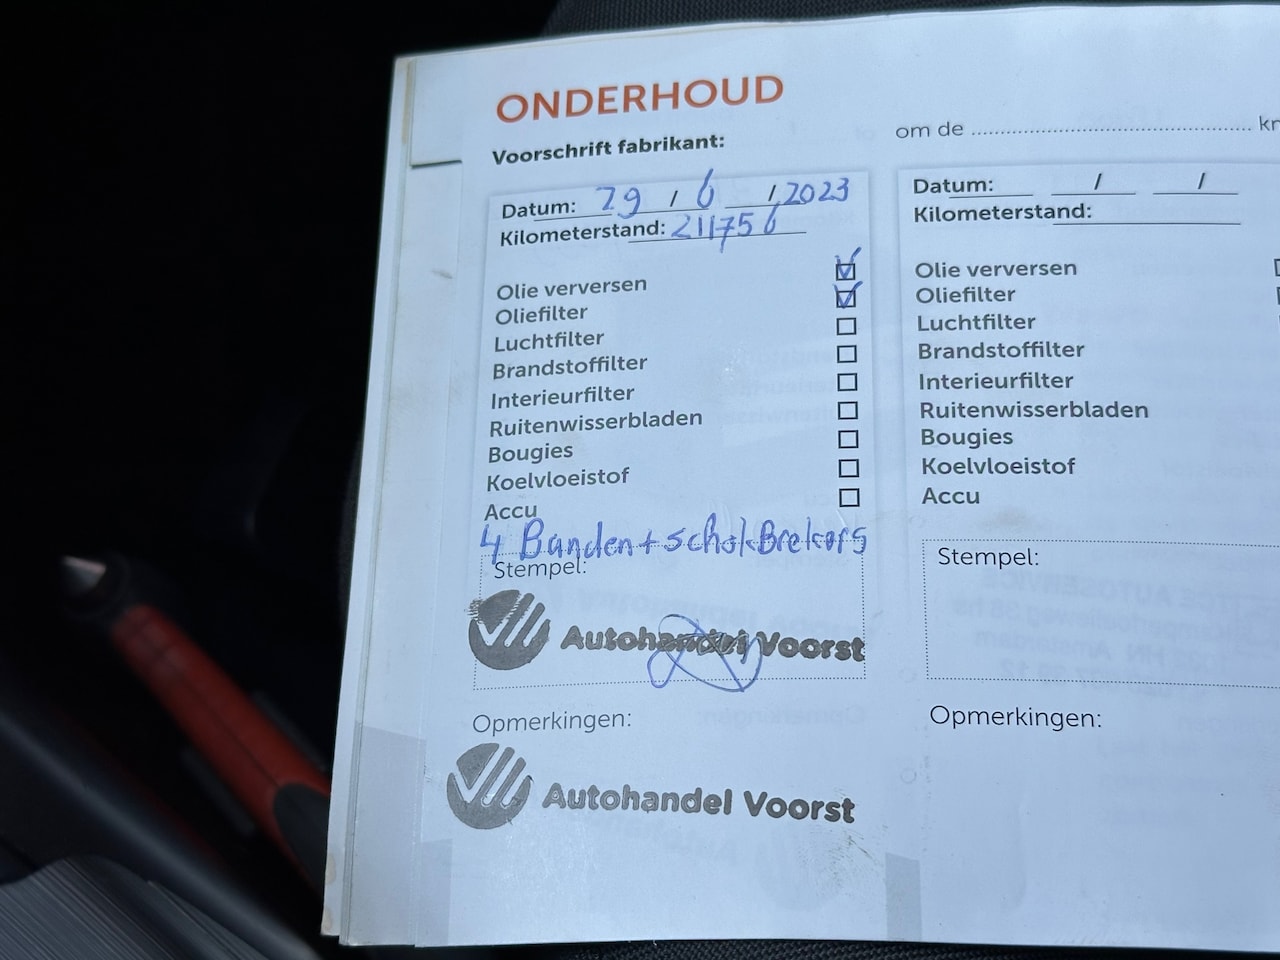 ONDERHOUD
Voorschrift fabrikant:
Datum: 29 / 6 / 2023
Kilometerstand: 211756
Olie verversen
Oliefilter
Luchtfilter
Brandstoffilter
Interieurfilter
Ruitenwisserbladen
Bougies
Koelvloeistof
Accu
4 Banden + schokBrekers
Stempel:
Autohandel Voorst
Opmerkingen:
Autohandel Voorst
om de ........................................ km
Datum: / /
Kilometerstand:
Olie verversen
Oliefilter
Luchtfilter
Brandstoffilter
Interieurfilter
Ruitenwisserbladen
Bougies
Koelvloeistof
Accu
Stempel:
Opmerkingen: